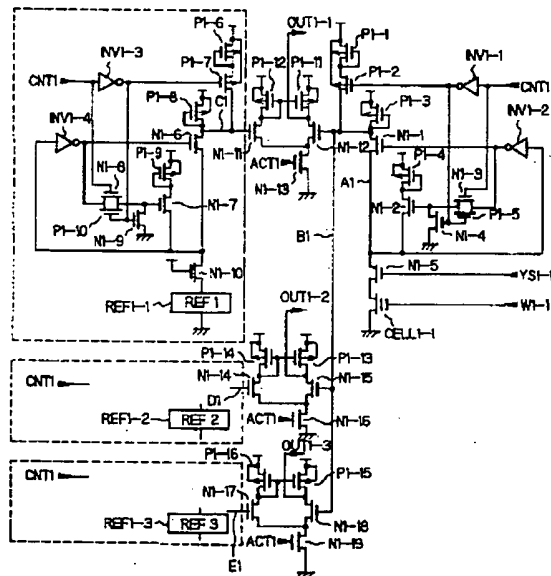 P1-6
OUT1-1
INV1-3
P1-7
P1-12
P1-11
P1-1
INV1-1
CNT1
P1-2
CNT1
P1-8
C1
P1-3
INV1-2
INV1-4
N1-6
N1-1
N1-11
N1-12
P1-9
P1-4
N1-8
ACT1
N1-3
A1
N1-13
N1-7
N1-2
P1-10
P1-5
N1-9
N1-4
B1
N1-10
N1-5
YS1-1
REF1-1
REF 1
W1-1
OUT1-2
CELL1-1
P1-14
P1-13
N1-14
N1-15
CNT1
D1
N1-16
REF1-2
REF 2
ACT1
OUT1-3
P1-16
P1-15
CNT1
N1-17
REF1-3
REF 3
N1-18
ACT1
N1-19
E1